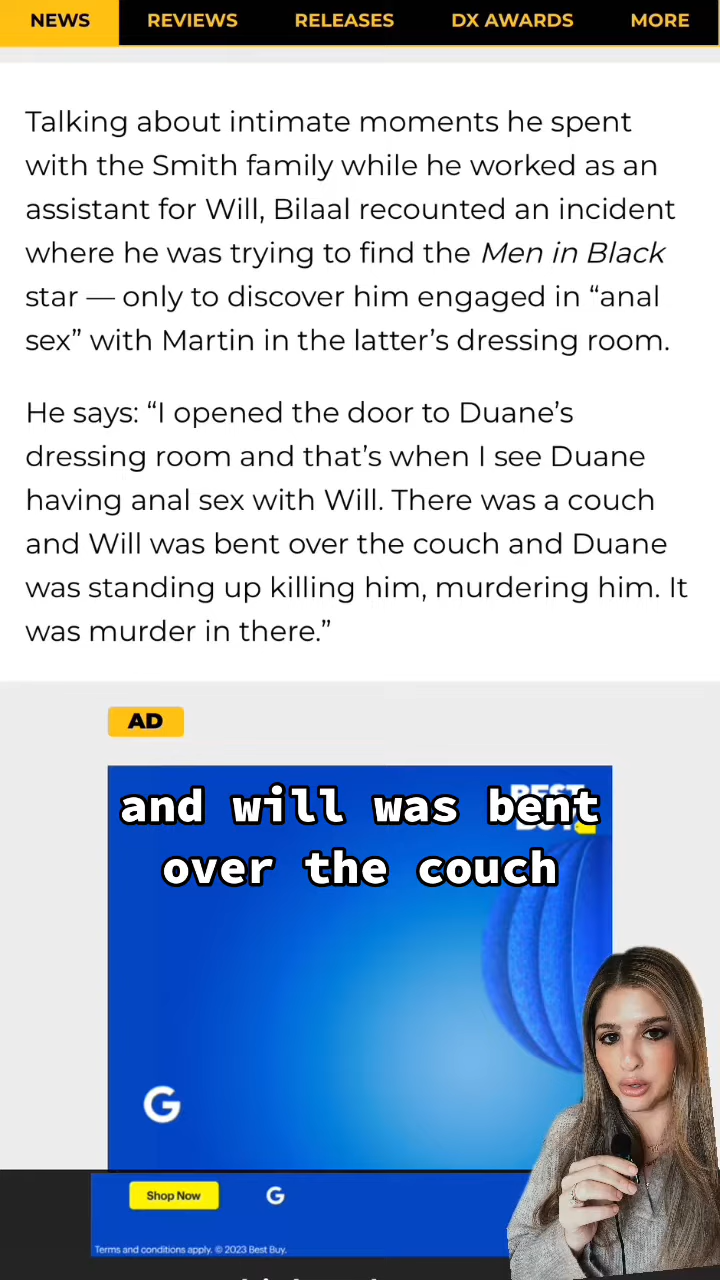 NEWS REVIEWS RELEASES DX AWARDS MORE
Talking about intimate moments he spent
with the Smith family while he worked as an
assistant for Will, Bilaal recounted an incident
where he was trying to find the Men in Black
star — only to discover him engaged in “anal
sex” with Martin in the latter’s dressing room.
He says: “I opened the door to Duane’s
dressing room and that’s when I see Duane
having anal sex with Will. There was a couch
and Will was bent over the couch and Duane
was standing up killing him, murdering him. It
was murder in there.”
AD
and will was bent
over the couch
G
Shop Now G
Terms and conditions apply. © 2023 Best Buy.